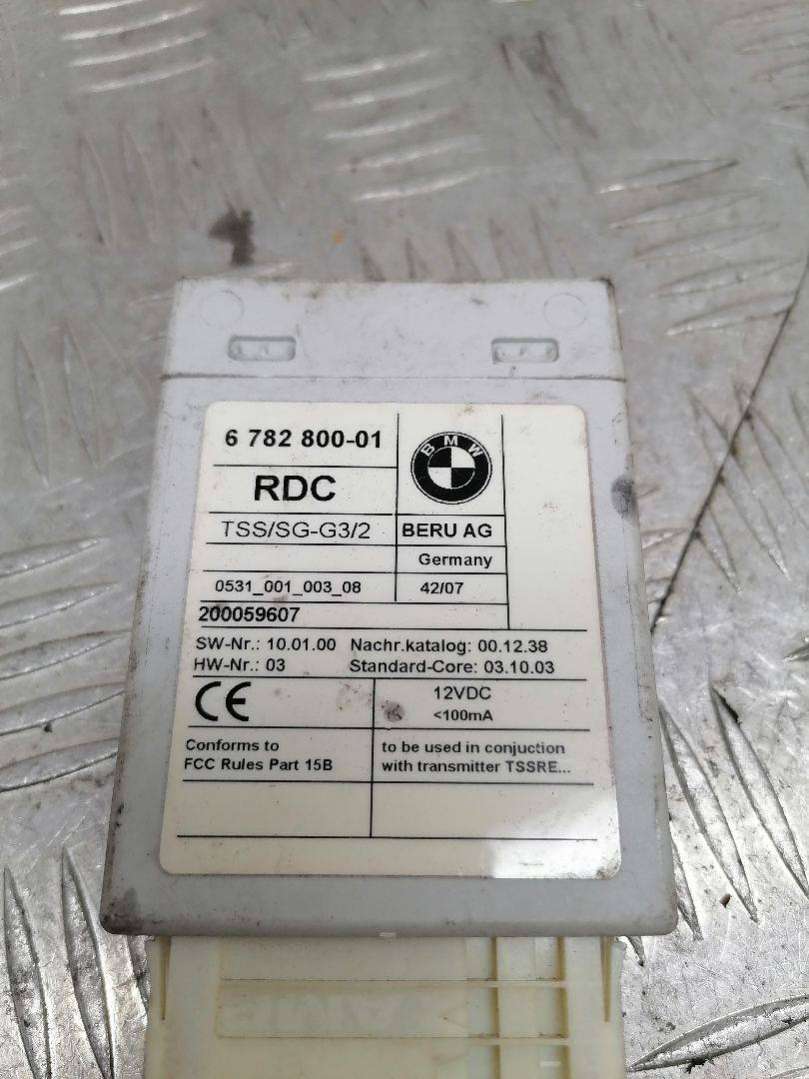 6 782 800-01
BMW
RDC
TSS/SG-G3/2
BERU AG
Germany
0531_001_003_08
42/07
200059607
SW-Nr.: 10.01.00 Nachr.katalog: 00.12.38
HW-Nr.: 03 Standard-Core: 03.10.03
CE
12VDC
<100mA
Conforms to
FCC Rules Part 15B
to be used in conjuction
with transmitter TSSRE...